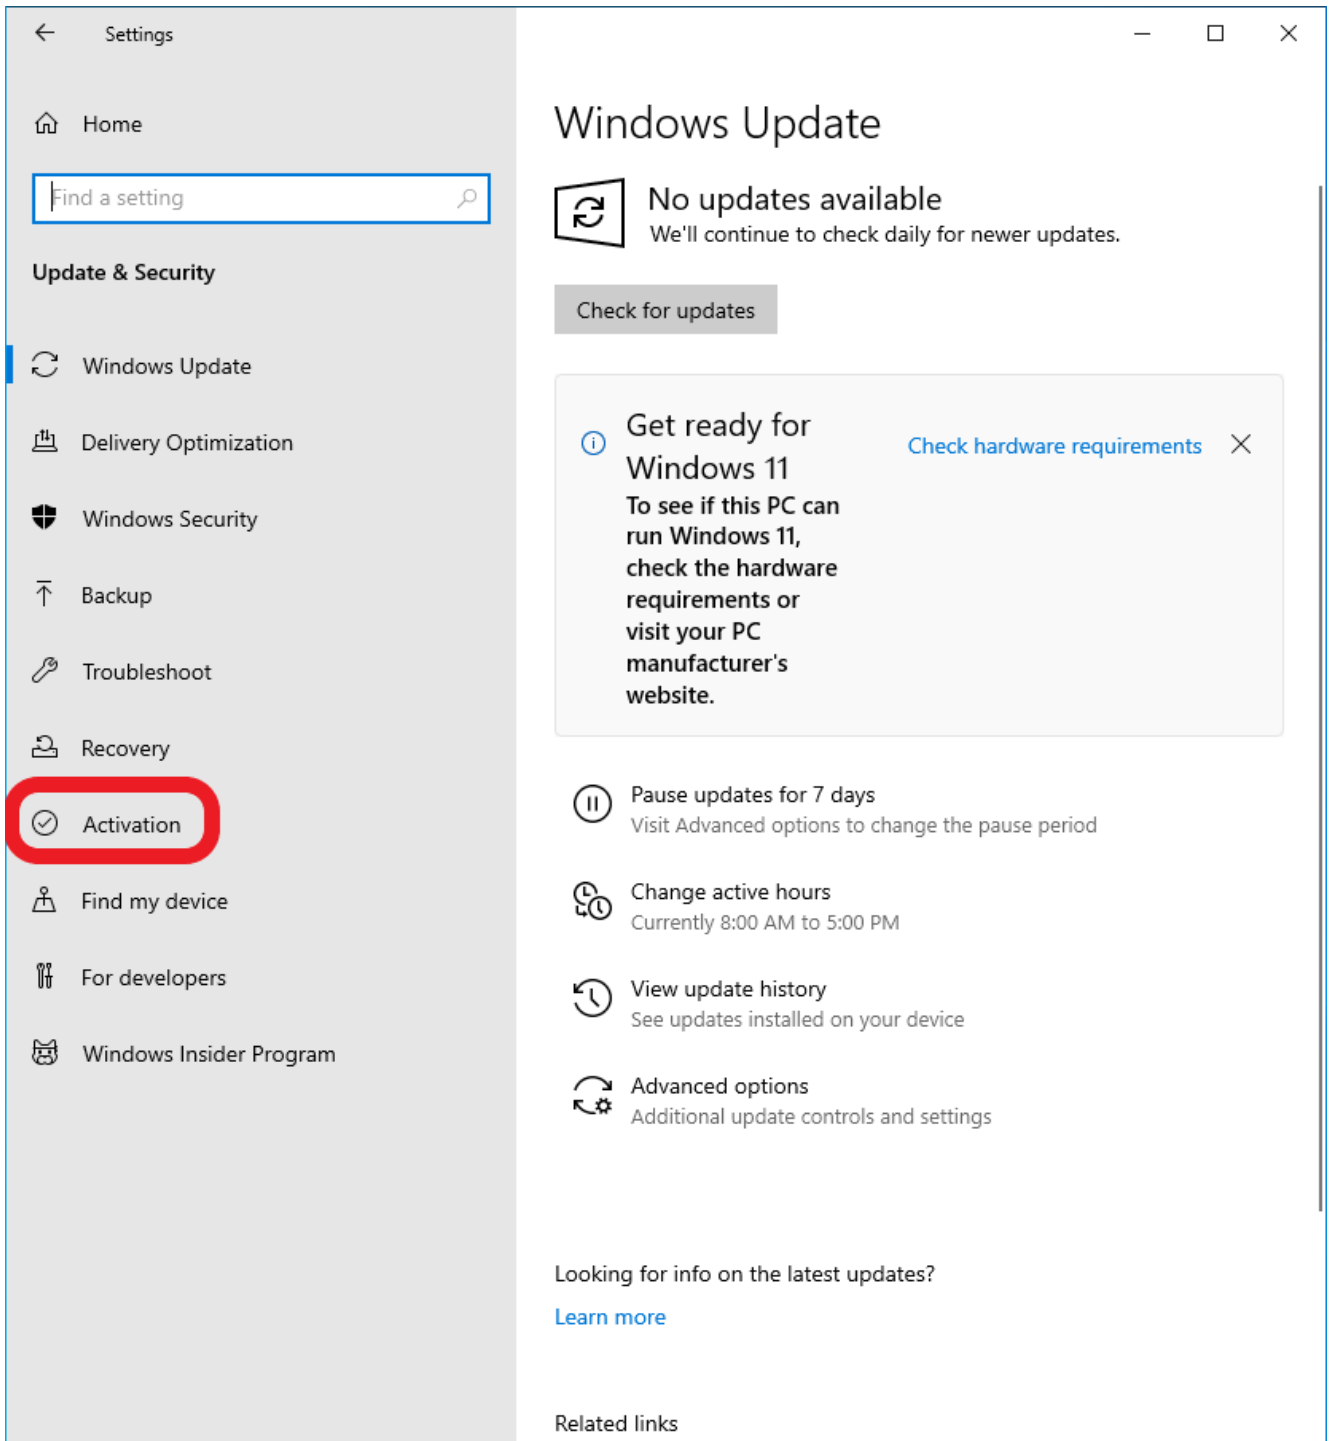 Settings
Home
Find a setting
Update & Security
Windows Update
Delivery Optimization
Windows Security
Backup
Troubleshoot
Recovery
Activation
Find my device
For developers
Windows Insider Program
Windows Update
No updates available
We'll continue to check daily for newer updates.
Check for updates
Get ready for
Windows 11
To see if this PC can
run Windows 11,
check the hardware
requirements or
visit your PC
manufacturer's
website.
Check hardware requirements
Pause updates for 7 days
Visit Advanced options to change the pause period
Change active hours
Currently 8:00 AM to 5:00 PM
View update history
See updates installed on your device
Advanced options
Additional update controls and settings
Looking for info on the latest updates?
Learn more
Related links